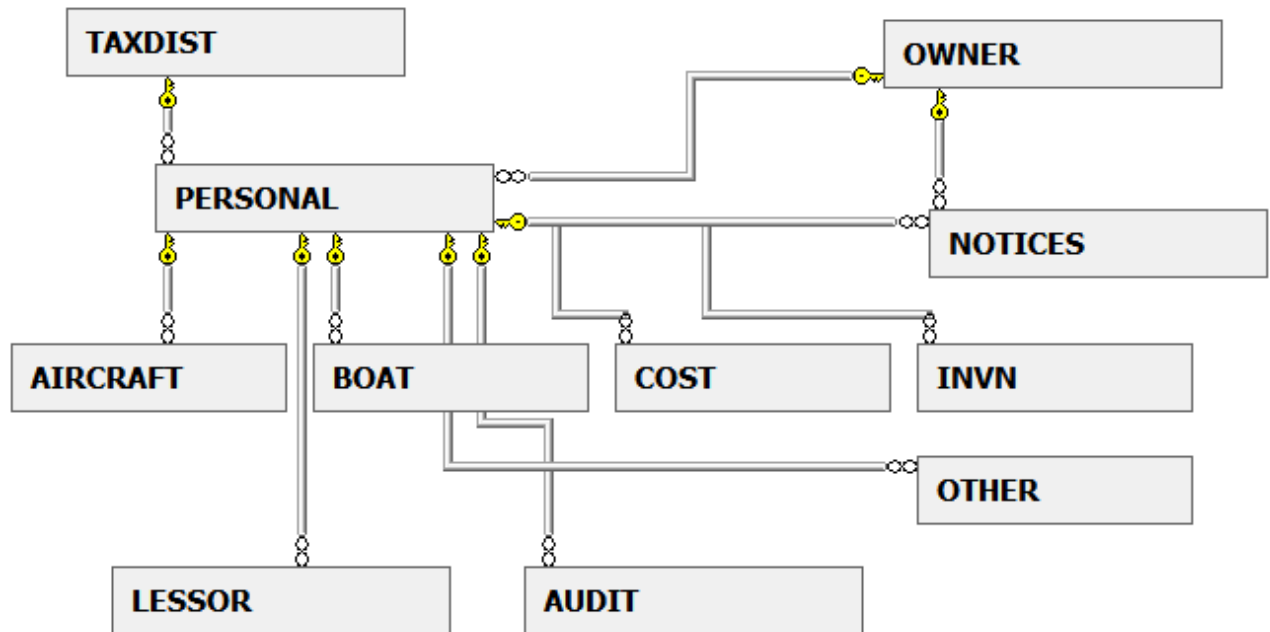 TAXDIST
OWNER
PERSONAL
NOTICES
AIRCRAFT
BOAT
COST
INVN
OTHER
LESSOR
AUDIT